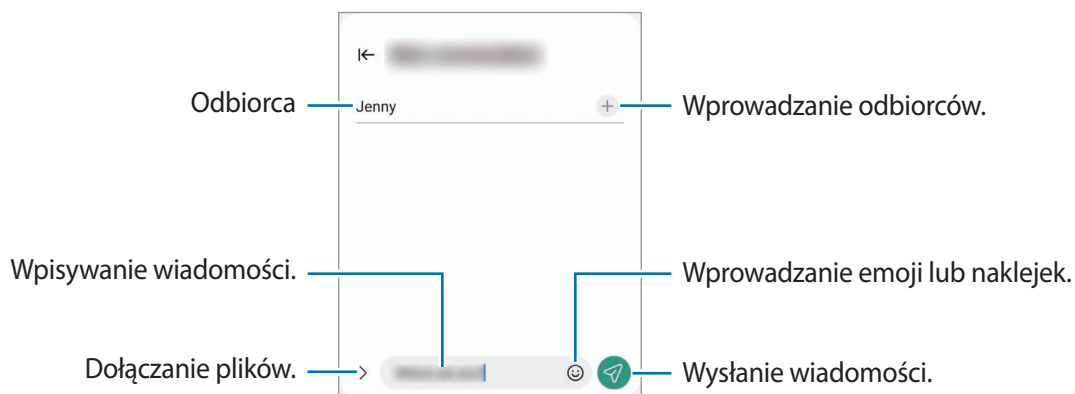 Odbiorca
Jenny
Wprowadzanie odbiorców.
Wpisywanie wiadomości.
Wprowadzanie emoji lub naklejek.
Dołączanie plików.
Wysłanie wiadomości.